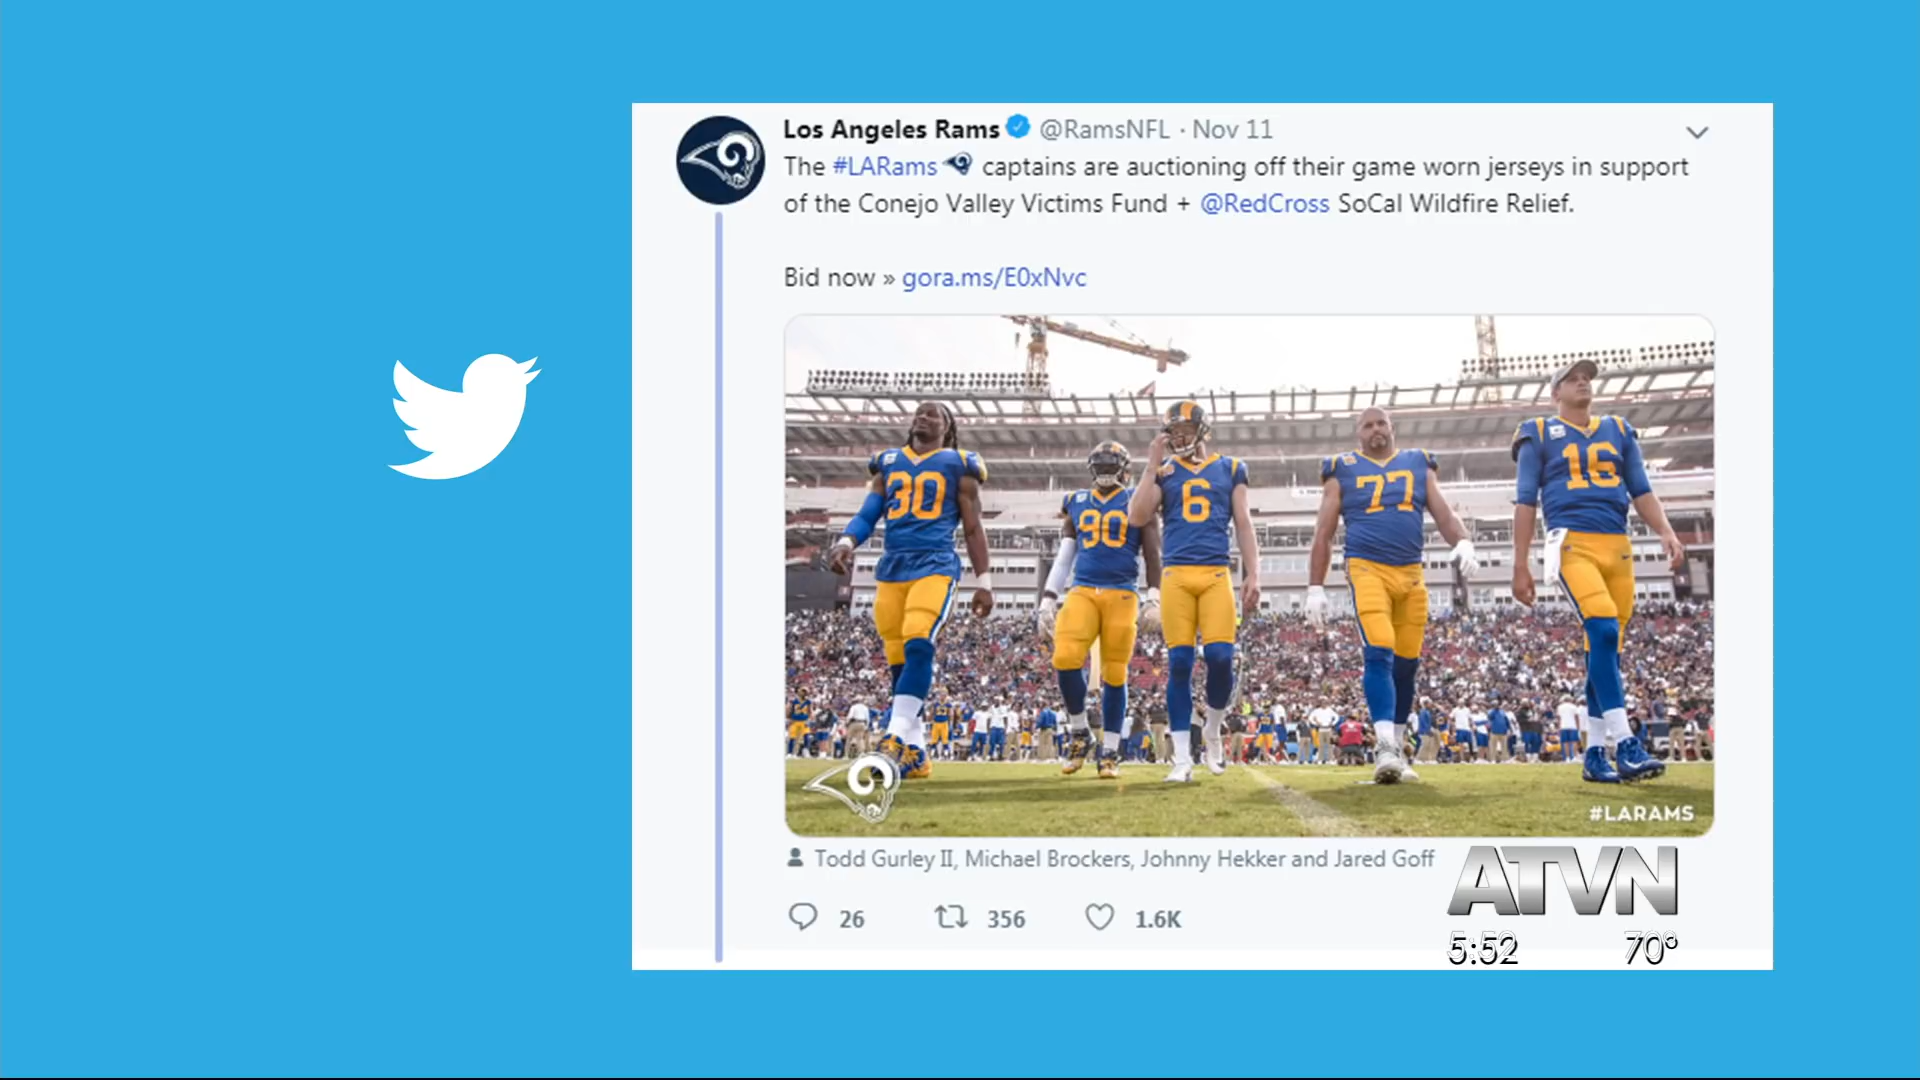 Los Angeles Rams @RamsNFL · Nov 11
The #LARams captains are auctioning off their game worn jerseys in support
of the Conejo Valley Victims Fund + @RedCross SoCal Wildfire Relief.
Bid now » gora.ms/E0xNvc
30
90
6
77
16
#LARAMS
Todd Gurley II, Michael Brockers, Johnny Hekker and Jared Goff
26 356 1.6K
ATVN
5:52 70°